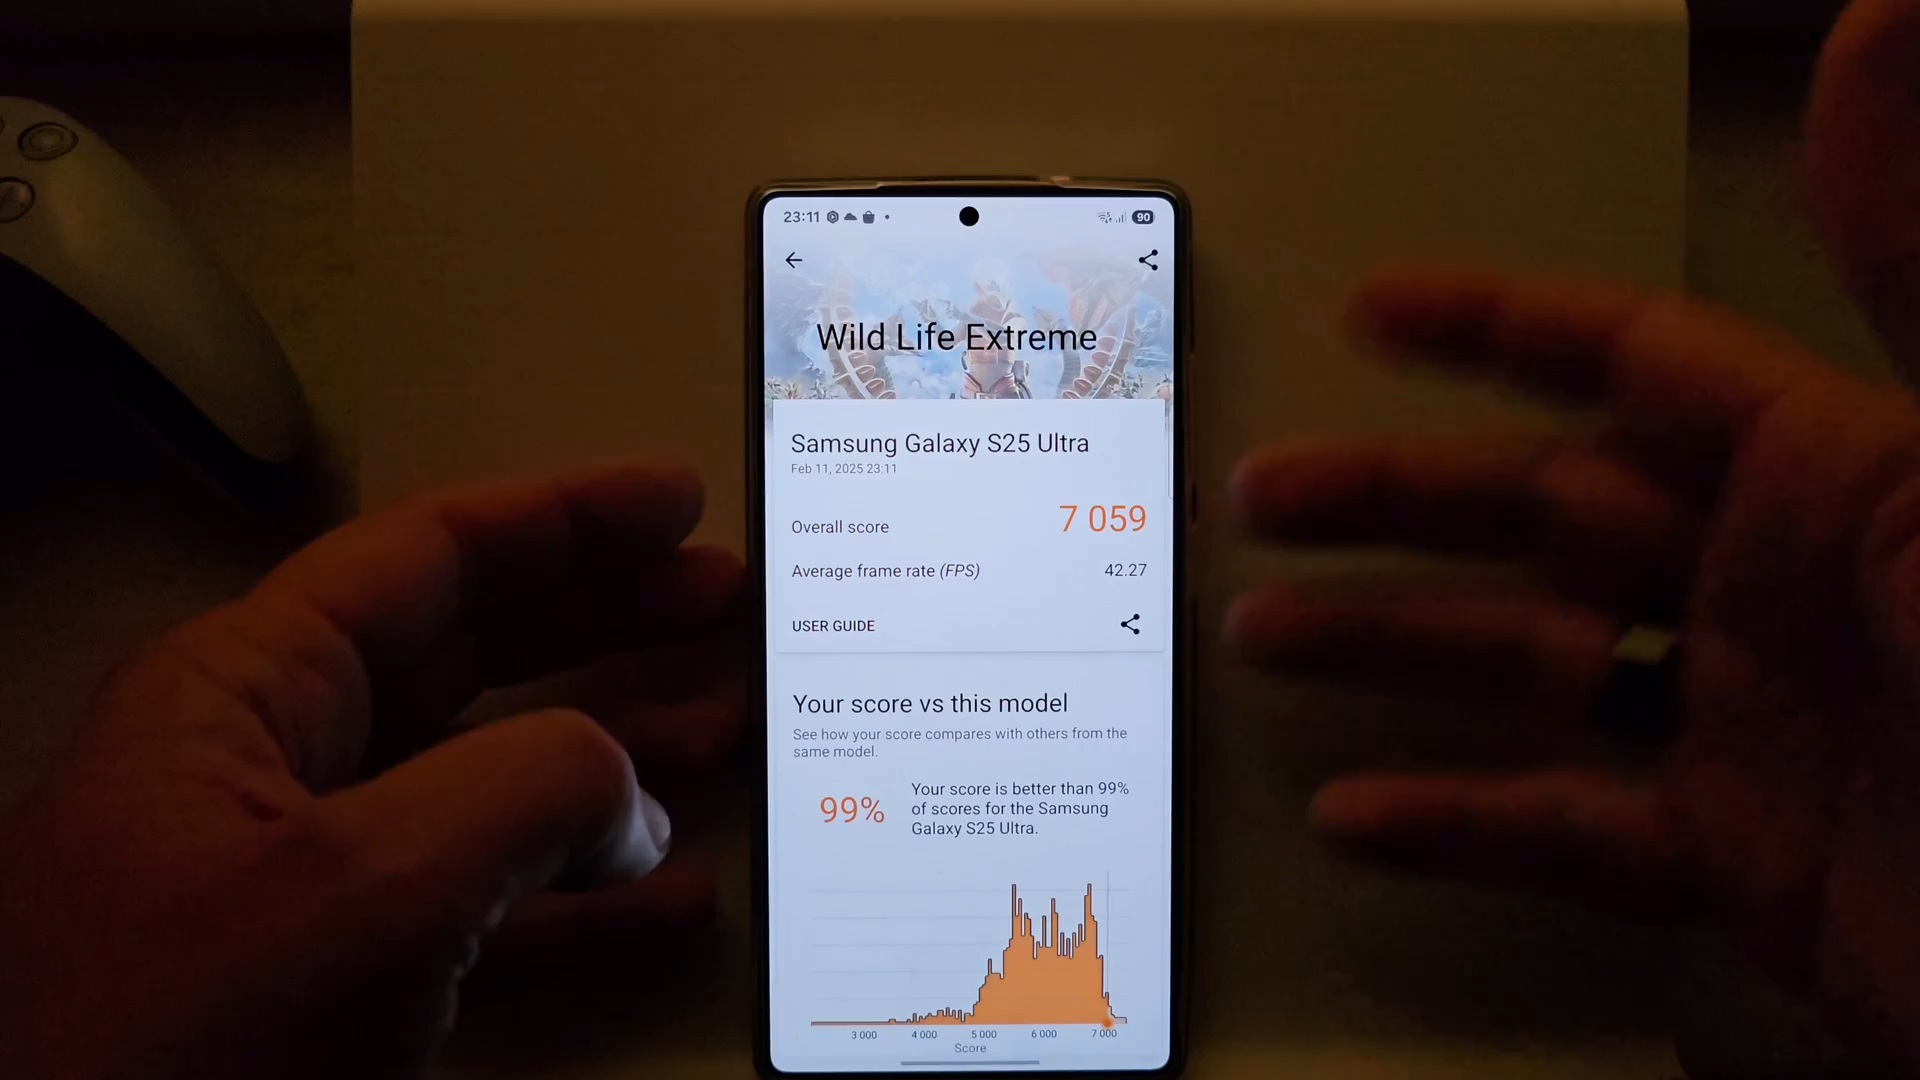 23:11
90
Wild Life Extreme
Samsung Galaxy S25 Ultra
Feb 11, 2025 23:11
Overall score
7 059
Average frame rate (FPS)
42.27
USER GUIDE
Your score vs this model
See how your score compares with others from the
same model.
99%
Your score is better than 99%
of scores for the Samsung
Galaxy S25 Ultra.
3 000 4 000 5 000 6 000 7 000
Score